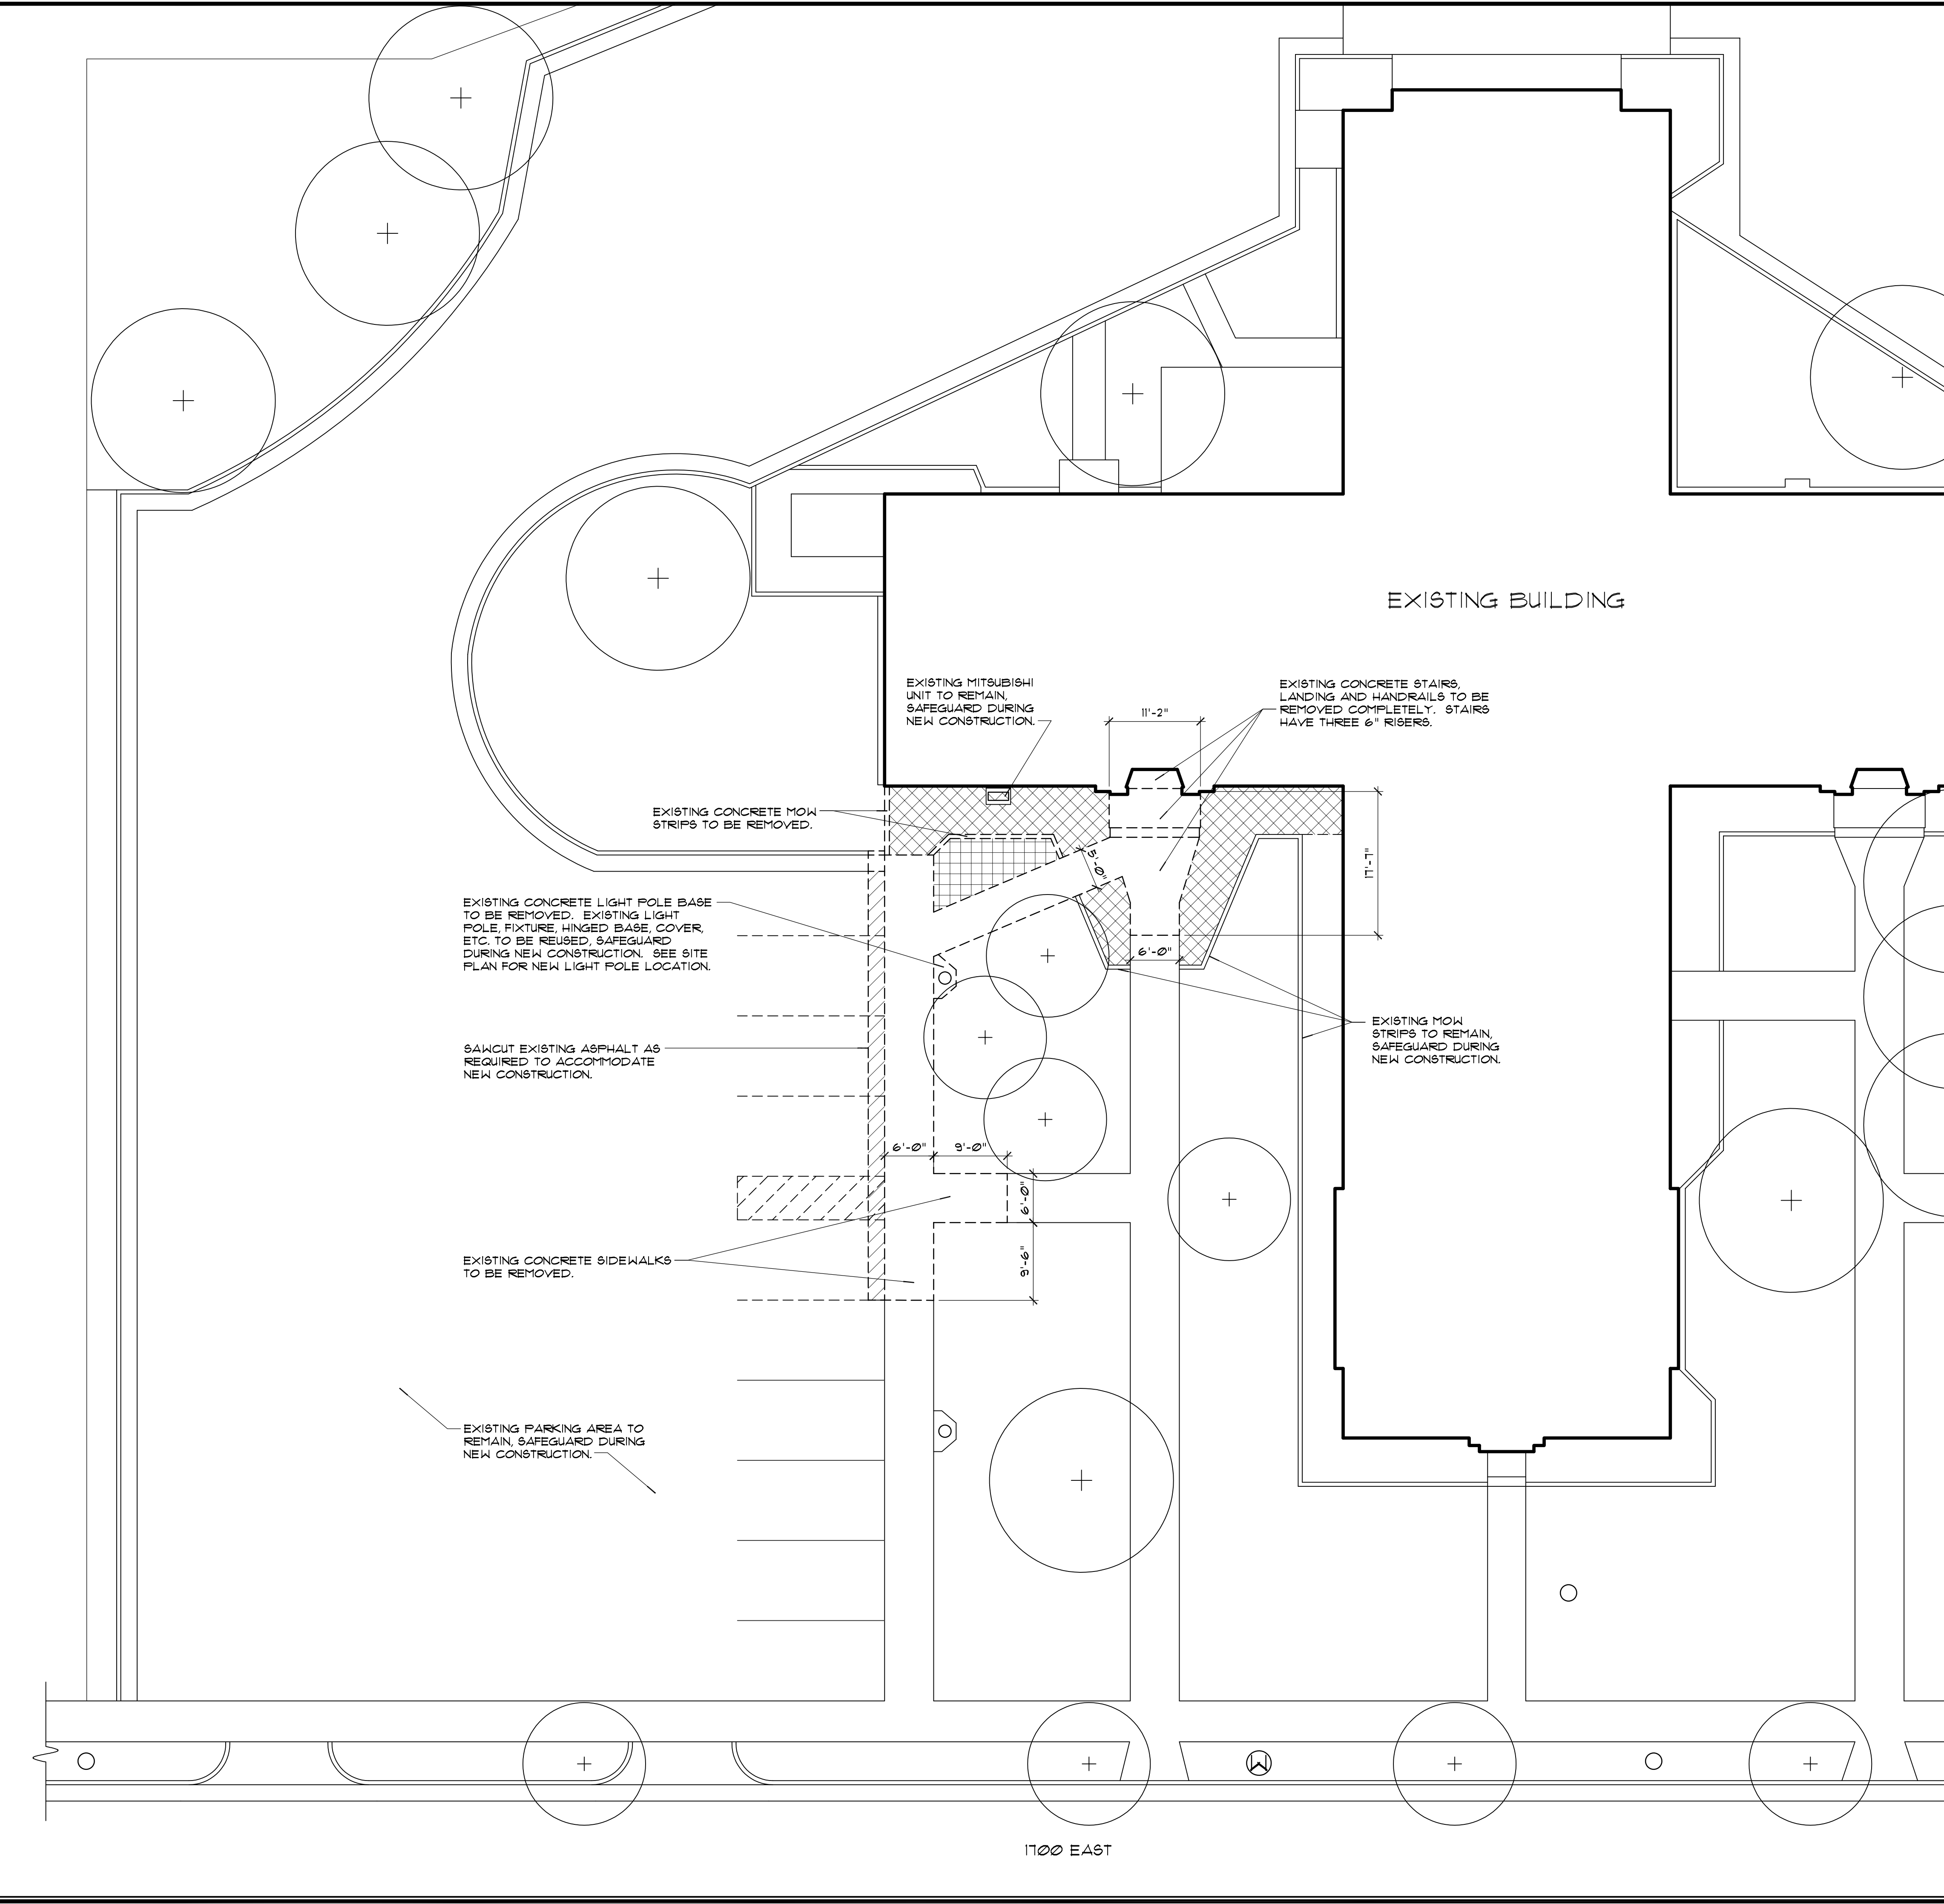 EXISTING BUILDING
EXISTING MITSUBISHI
UNIT TO REMAIN,
SAFEGUARD DURING
NEW CONSTRUCTION.
11'-2"
EXISTING CONCRETE STAIRS,
LANDING AND HANDRAILS TO BE
REMOVED COMPLETELY.  STAIRS
HAVE THREE 6" RISERS.
EXISTING CONCRETE MOW
STRIPS TO BE REMOVED.
5'-0"
17'-7"
EXISTING CONCRETE LIGHT POLE BASE
TO BE REMOVED.  EXISTING LIGHT
POLE, FIXTURE, HINGED BASE, COVER,
ETC. TO BE REUSED, SAFEGUARD
DURING NEW CONSTRUCTION.  SEE SITE
PLAN FOR NEW LIGHT POLE LOCATION.
6'-0"
EXISTING MOW
STRIPS TO REMAIN,
SAFEGUARD DURING
NEW CONSTRUCTION.
SAWCUT EXISTING ASPHALT AS
REQUIRED TO ACCOMMODATE
NEW CONSTRUCTION.
6'-0"
9'-0"
6'-0"
9'-6"
EXISTING CONCRETE SIDEWALKS
TO BE REMOVED.
EXISTING PARKING AREA TO
REMAIN, SAFEGUARD DURING
NEW CONSTRUCTION.
W
1700 EAST